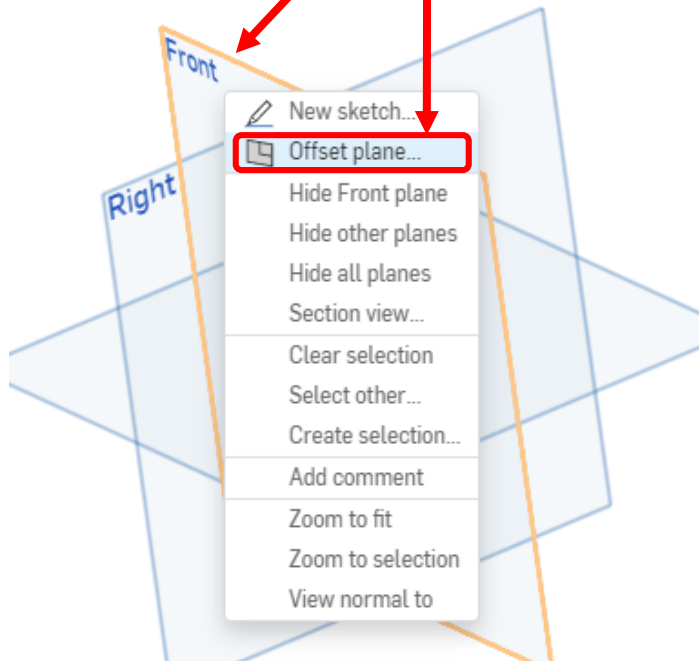 Front
New sketch...
Offset plane...
Right
Hide Front plane
Hide other planes
Hide all planes
Section view...
Clear selection
Select other...
Create selection...
Add comment
Zoom to fit
Zoom to selection
View normal to